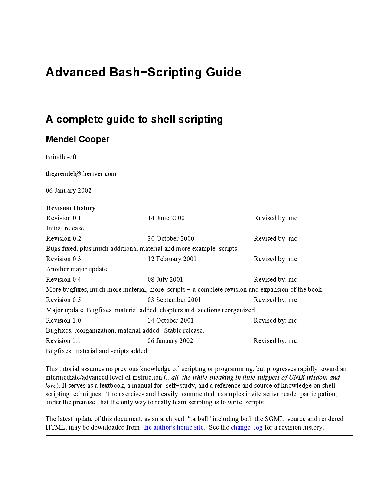 Advanced Bash−Scripting Guide
A complete guide to shell scripting
Mendel Cooper
06 January 2002
Revision History
Revision 0.1 14 June 2000 Revised by: mc
Initial release.
Revision 0.2 30 October 2000 Revised by: mc
Bugs fixed, plus much additional material and more example scripts.
Revision 0.3 12 February 2001 Revised by: mc
Another major update.
Revision 0.4 08 July 2001 Revised by: mc
More bugfixes, much more material, more scripts − a complete revision and expansion of the book.
Revision 0.5 03 September 2001 Revised by: mc
Major update. Bugfixes, material added, chapters and sections reorganized.
Revision 1.0 14 October 2001 Revised by: mc
Bugfixes, reorganization, material added. Stable release.
Revision 1.1 06 January 2002 Revised by: mc
Bugfixes, material and scripts added.
This tutorial assumes no previous knowledge of scripting or programming, but progresses rapidly toward an
intermediate/advanced level of instruction (...all the while sneaking in little snippets of UNIX wisdom and
lore). It serves as a textbook, a manual for self−study, and a reference and source of knowledge on shell
scripting techniques. The exercises and heavily−commented examples invite active reader participation,
under the premise that the only way to really learn scripting is to write scripts.
The latest update of this document, as an archived "tarball" including both the SGML source and rendered
HTML, may be downloaded from the author's home site. See the change log for a revision history.